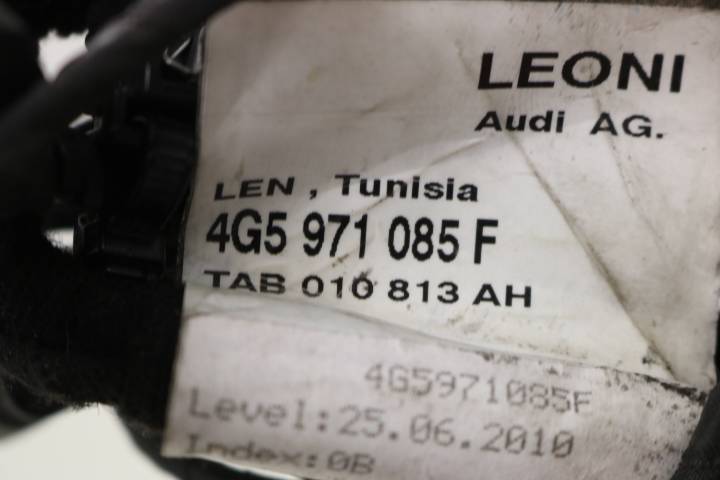 LEONI
Audi AG.
LEN , Tunisia
4G5 971 085 F
TAB 010 813 AH
4G5971085F
Level:25.06.2010
Index:0B